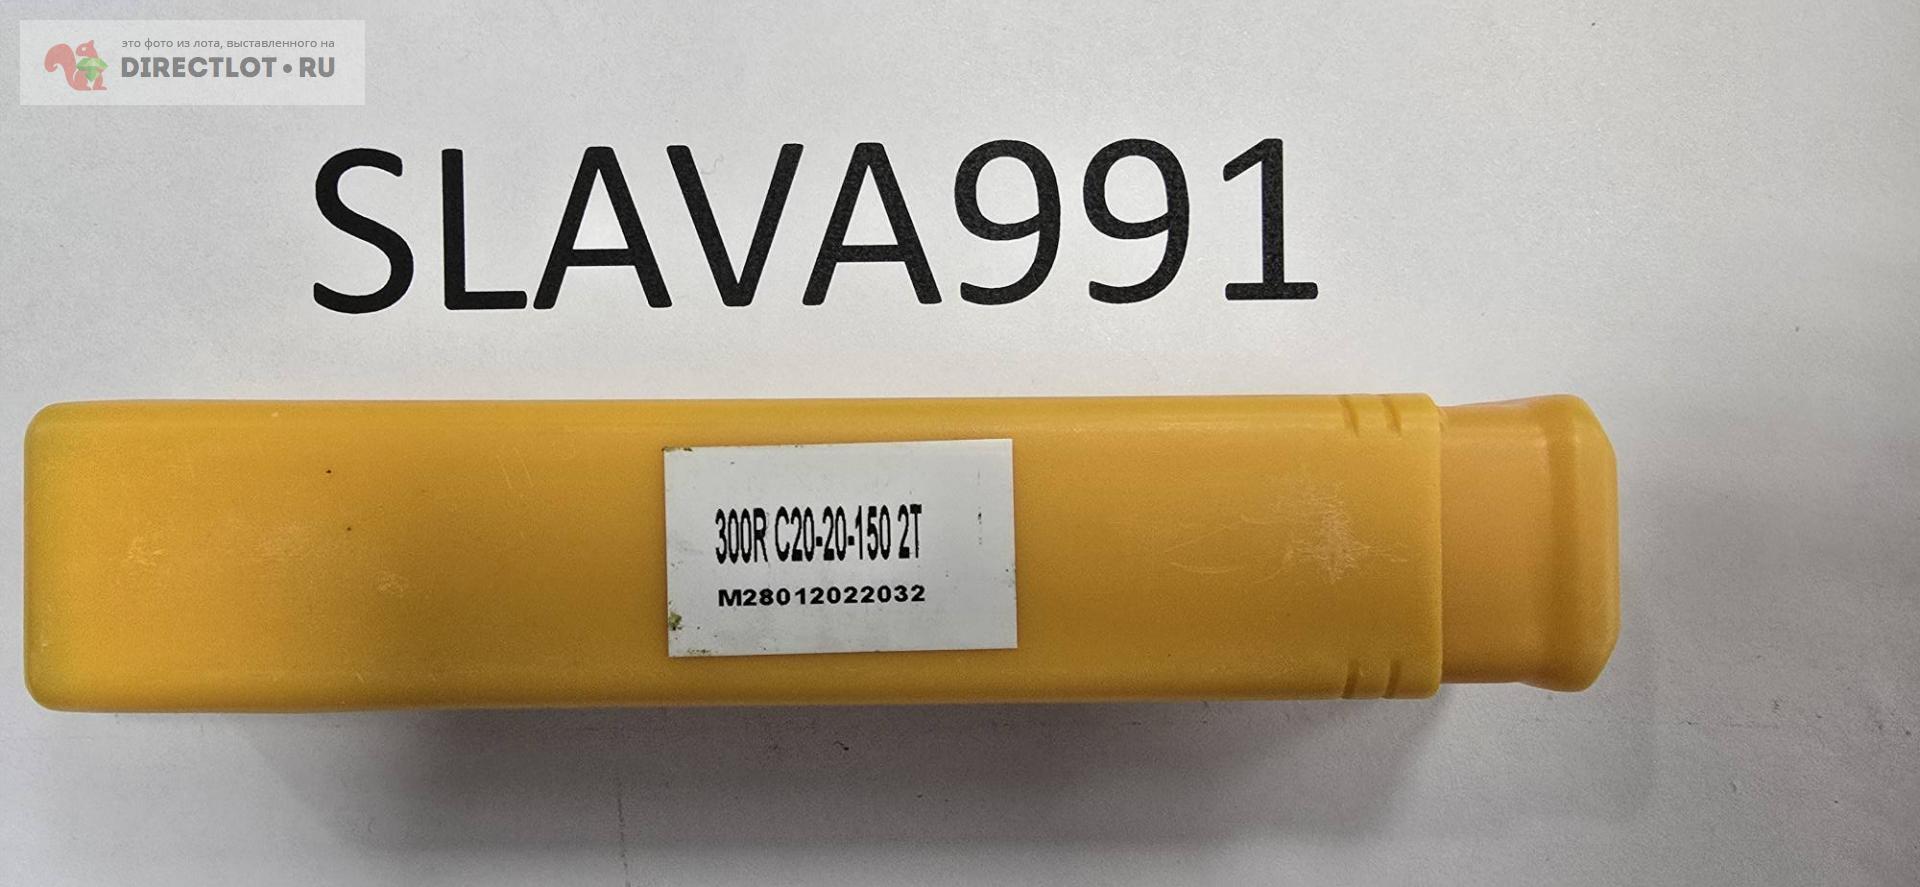 это фото из лота, выставленного на
DIRECTLOT•RU
SLAVA991
300R C20-20-150 2T
M28012022032